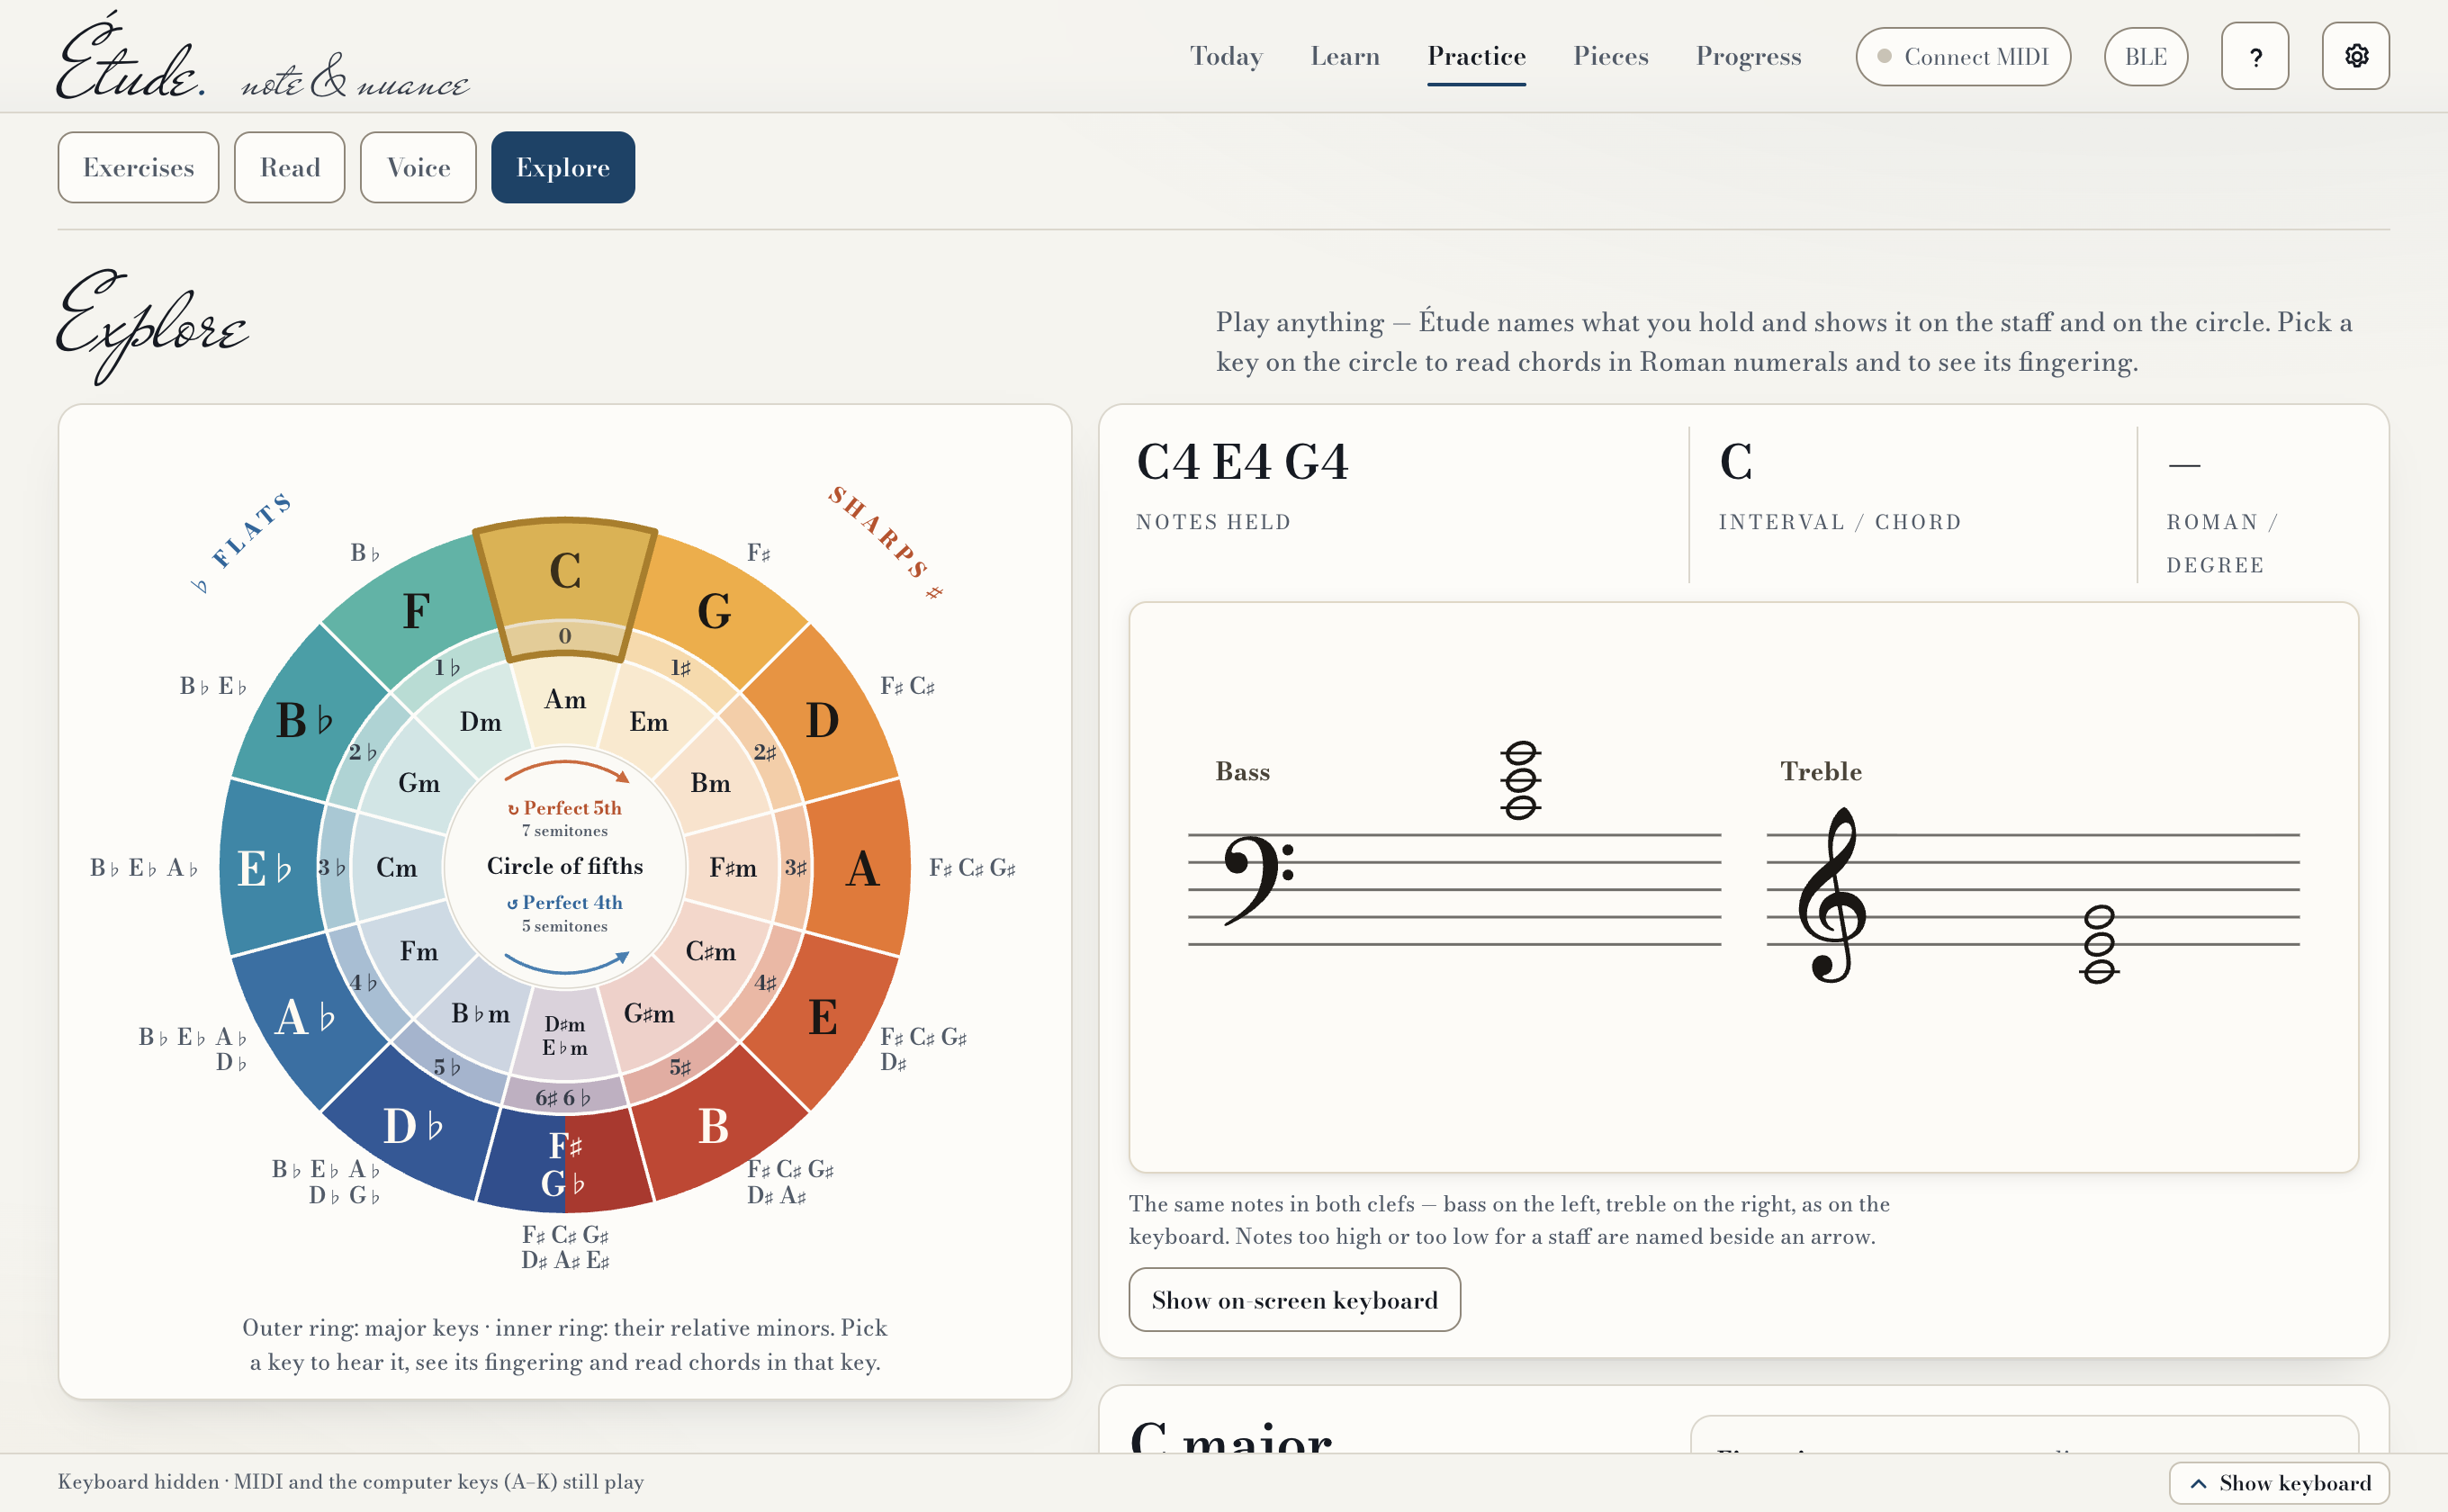 Étude. note & nuance
Today Learn Practice Pieces Progress Connect MIDI BLE ?
Exercises Read Voice Explore
Explore
Play anything — Étude names what you hold and shows it on the staff and on the circle. Pick a
key on the circle to read chords in Roman numerals and to see its fingering.
♭ FLATS
SHARPS ♯
C
0
Am
G
1♯
Em
F♯
D
2♯
Bm
F♯ C♯
A
3♯
F♯m
F♯ C♯ G♯
E
4♯
C♯m
F♯ C♯ G♯
D♯
B
5♯
G♯m
F♯ C♯ G♯
D♯ A♯
F♯
G♭
6♯ 6♭
D♯m
E♭m
F♯ C♯ G♯
D♯ A♯ E♯
D♭
5♭
B♭m
B♭ E♭ A♭
D♭ G♭
A♭
4♭
Fm
B♭ E♭ A♭
D♭
E♭
3♭
Cm
B♭ E♭ A♭
B♭
2♭
Gm
B♭ E♭
F
1♭
Dm
B♭
↻ Perfect 5th
7 semitones
Circle of fifths
↺ Perfect 4th
5 semitones
Outer ring: major keys · inner ring: their relative minors. Pick
a key to hear it, see its fingering and read chords in that key.
C4 E4 G4
NOTES HELD
C
INTERVAL / CHORD
—
ROMAN /
DEGREE
Bass
Treble
The same notes in both clefs — bass on the left, treble on the right, as on the
keyboard. Notes too high or too low for a staff are named beside an arrow.
Show on-screen keyboard
C major
Keyboard hidden · MIDI and the computer keys (A–K) still play
Show keyboard